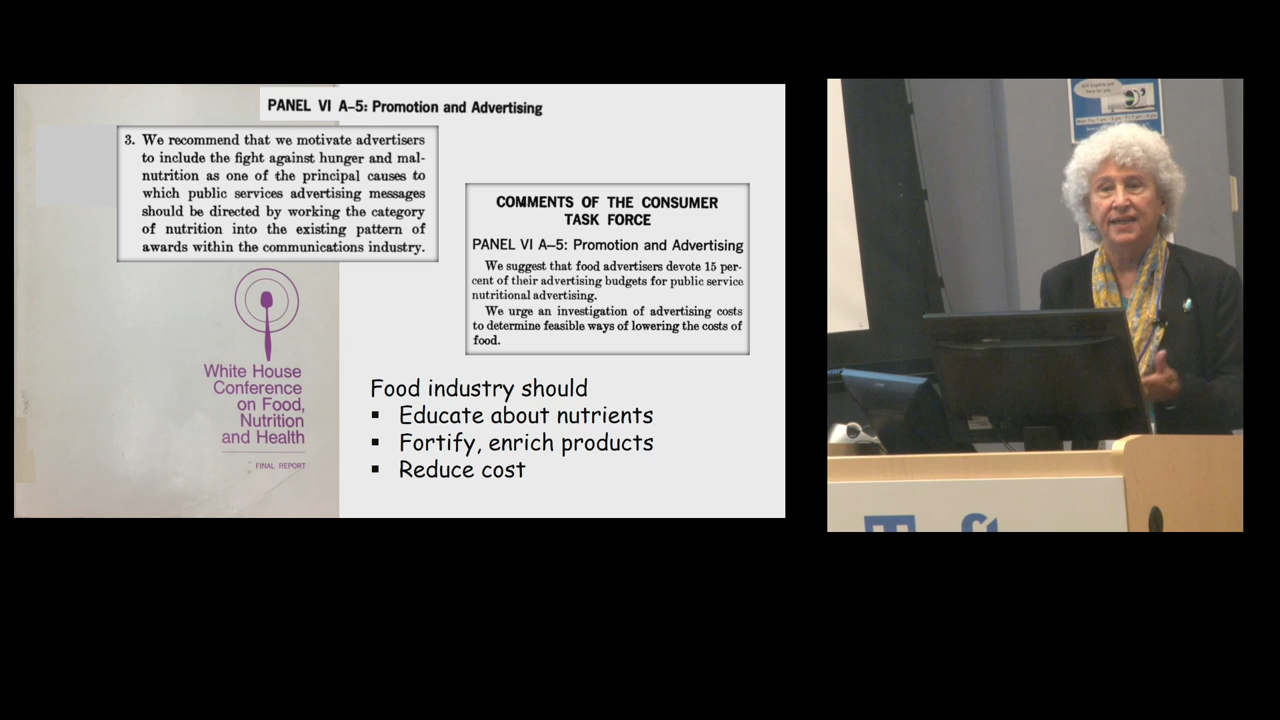 PANEL VI A-5: Promotion and Advertising
3. We recommend that we motivate advertisers
to include the fight against hunger and mal-
nutrition as one of the principal causes to
which public services advertising messages
should be directed by working the category
of nutrition into the existing pattern of
awards within the communications industry.
COMMENTS OF THE CONSUMER
TASK FORCE
PANEL VI A-5: Promotion and Advertising
We suggest that food advertisers devote 15 per-
cent of their advertising budgets for public service
nutritional advertising.
We urge an investigation of advertising costs
to determine feasible ways of lowering the costs of
food.
White House
Conference
on Food,
Nutrition
and Health
FINAL REPORT
Food industry should
▪ Educate about nutrients
▪ Fortify, enrich products
▪ Reduce cost